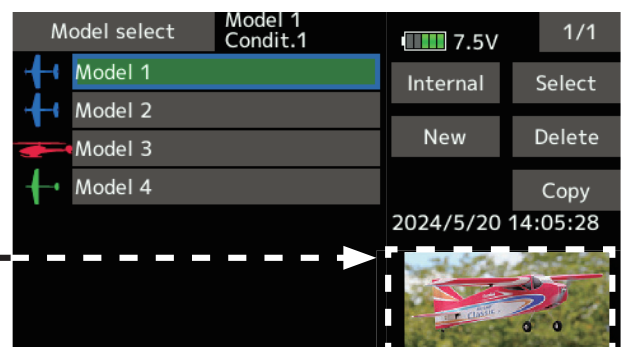 Model select
Model 1
Condit.1
7.5V
1/1
Model 1
Internal
Select
Model 2
Model 3
New
Delete
Model 4
Copy
2024/5/20 14:05:28
Classic